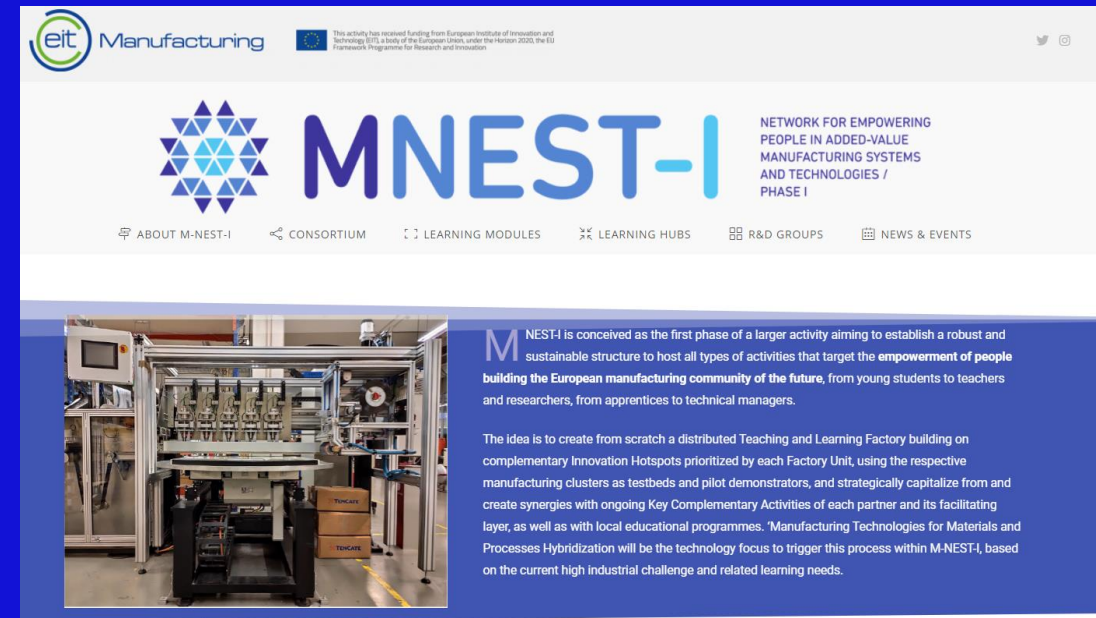 eit Manufacturing
This activity has received funding from European Institute of Innovation and
Technology (EIT), a body of the European Union, under the Horizon 2020, the EU
Framework Programme for Research and Innovation
MNEST-I
NETWORK FOR EMPOWERING
PEOPLE IN ADDED-VALUE
MANUFACTURING SYSTEMS
AND TECHNOLOGIES /
PHASE I
ABOUT M-NEST-I
CONSORTIUM
LEARNING MODULES
LEARNING HUBS
R&D GROUPS
NEWS & EVENTS
TENCATE
TENCATE
MNEST-I is conceived as the first phase of a larger activity aiming to establish a robust and
sustainable structure to host all types of activities that target the empowerment of people
building the European manufacturing community of the future, from young students to teachers
and researchers, from apprentices to technical managers.
The idea is to create from scratch a distributed Teaching and Learning Factory building on
complementary Innovation Hotspots prioritized by each Factory Unit, using the respective
manufacturing clusters as testbeds and pilot demonstrators, and strategically capitalize from and
create synergies with ongoing Key Complementary Activities of each partner and its facilitating
layer, as well as with local educational programmes. ‘Manufacturing Technologies for Materials and
Processes Hybridization will be the technology focus to trigger this process within M-NEST-I, based
on the current high industrial challenge and related learning needs.